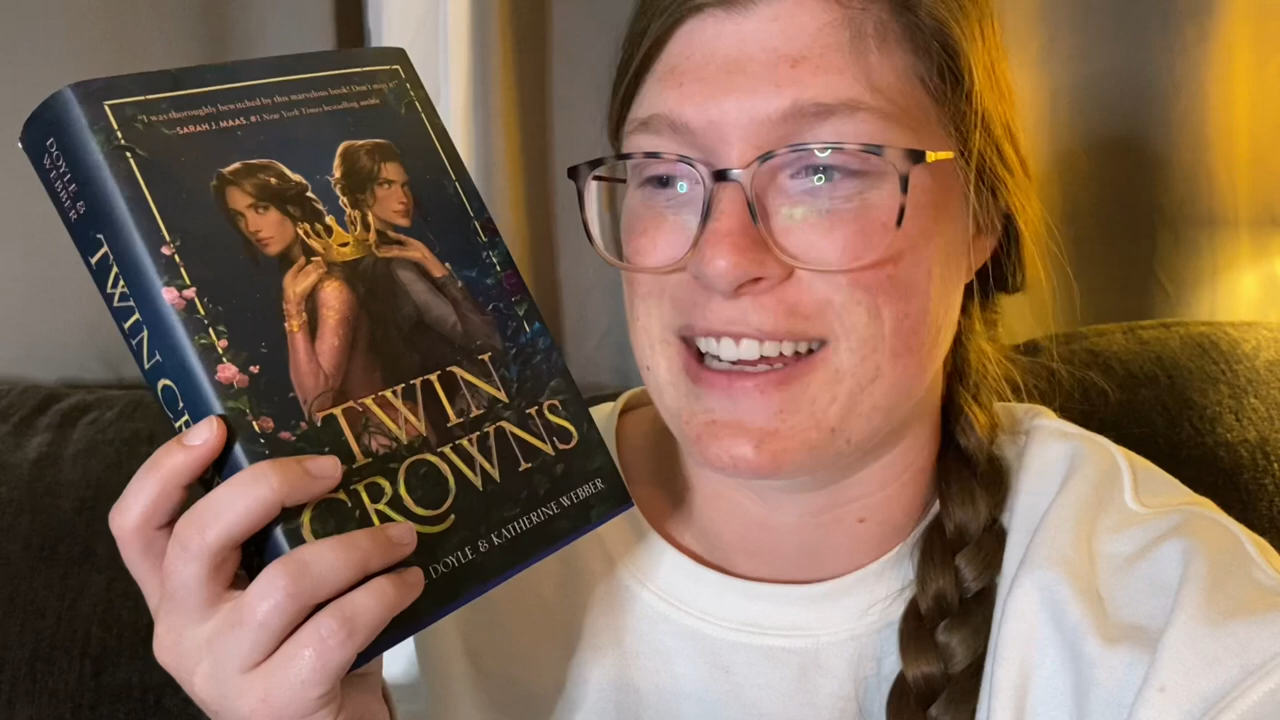 "I was thoroughly bewitched by this marvelous book! Don't miss it!"
—SARAH J. MAAS, #1 New York Times bestselling author
TWIN
CROWNS
DOYLE & KATHERINE WEBBER
DOYLE &
WEBBER
TWIN CR